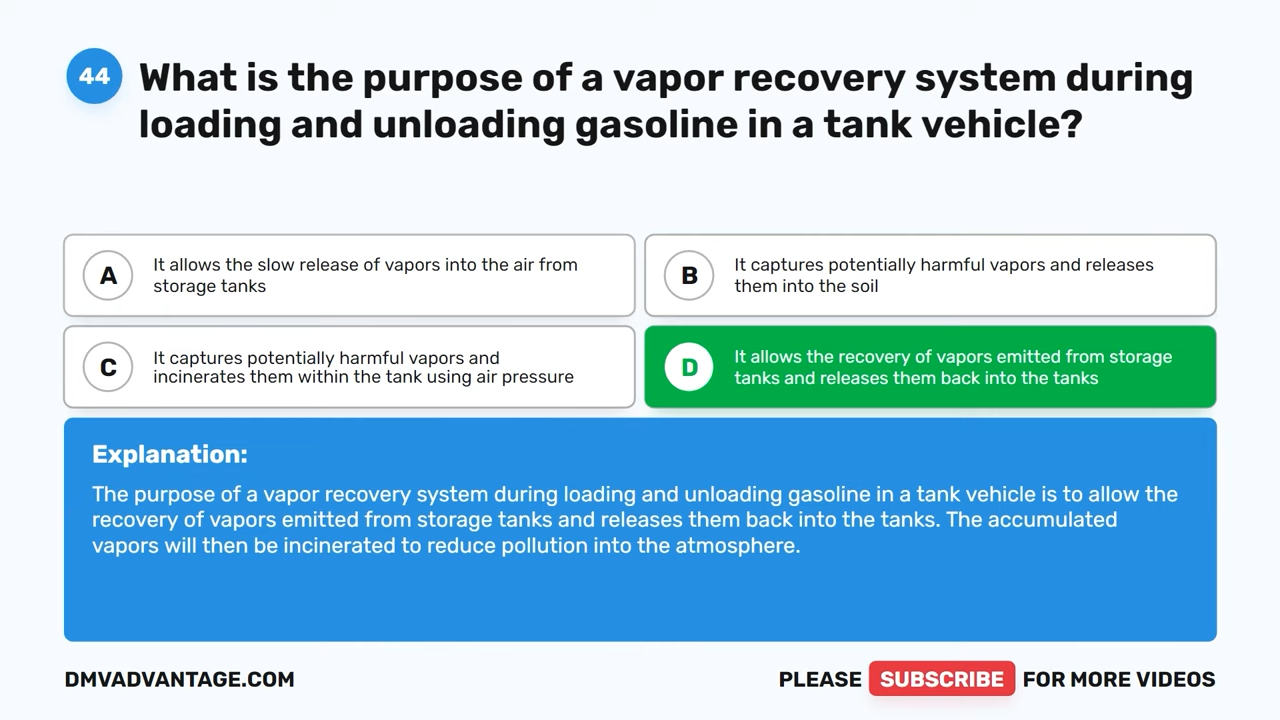 44
What is the purpose of a vapor recovery system during
loading and unloading gasoline in a tank vehicle?
A
It allows the slow release of vapors into the air from
storage tanks
B
It captures potentially harmful vapors and releases
them into the soil
C
It captures potentially harmful vapors and
incinerates them within the tank using air pressure
D
It allows the recovery of vapors emitted from storage
tanks and releases them back into the tanks
Explanation:
The purpose of a vapor recovery system during loading and unloading gasoline in a tank vehicle is to allow the
recovery of vapors emitted from storage tanks and releases them back into the tanks. The accumulated
vapors will then be incinerated to reduce pollution into the atmosphere.
DMVADVANTAGE.COM
PLEASE SUBSCRIBE FOR MORE VIDEOS